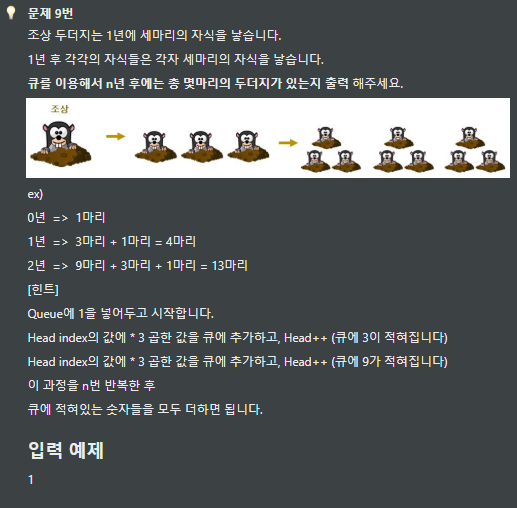 문제 9번
조상 두더지는 1년에 세마리의 자식을 낳습니다.
1년 후 각각의 자식들은 각자 세마리의 자식을 낳습니다.
큐를 이용해서 n년 후에는 총 몇마리의 두더지가 있는지 출력 해주세요.
조상
ex)
0년 => 1마리
1년 => 3마리 + 1마리 = 4마리
2년 => 9마리 + 3마리 + 1마리 = 13마리
[힌트]
Queue에 1을 넣어두고 시작합니다.
Head index의 값에 * 3 곱한 값을 큐에 추가하고, Head++ (큐에 3이 적혀집니다)
Head index의 값에 * 3 곱한 값을 큐에 추가하고, Head++ (큐에 9가 적혀집니다)
이 과정을 n번 반복한 후
큐에 적혀있는 숫자들을 모두 더하면 됩니다.
입력 예제
1